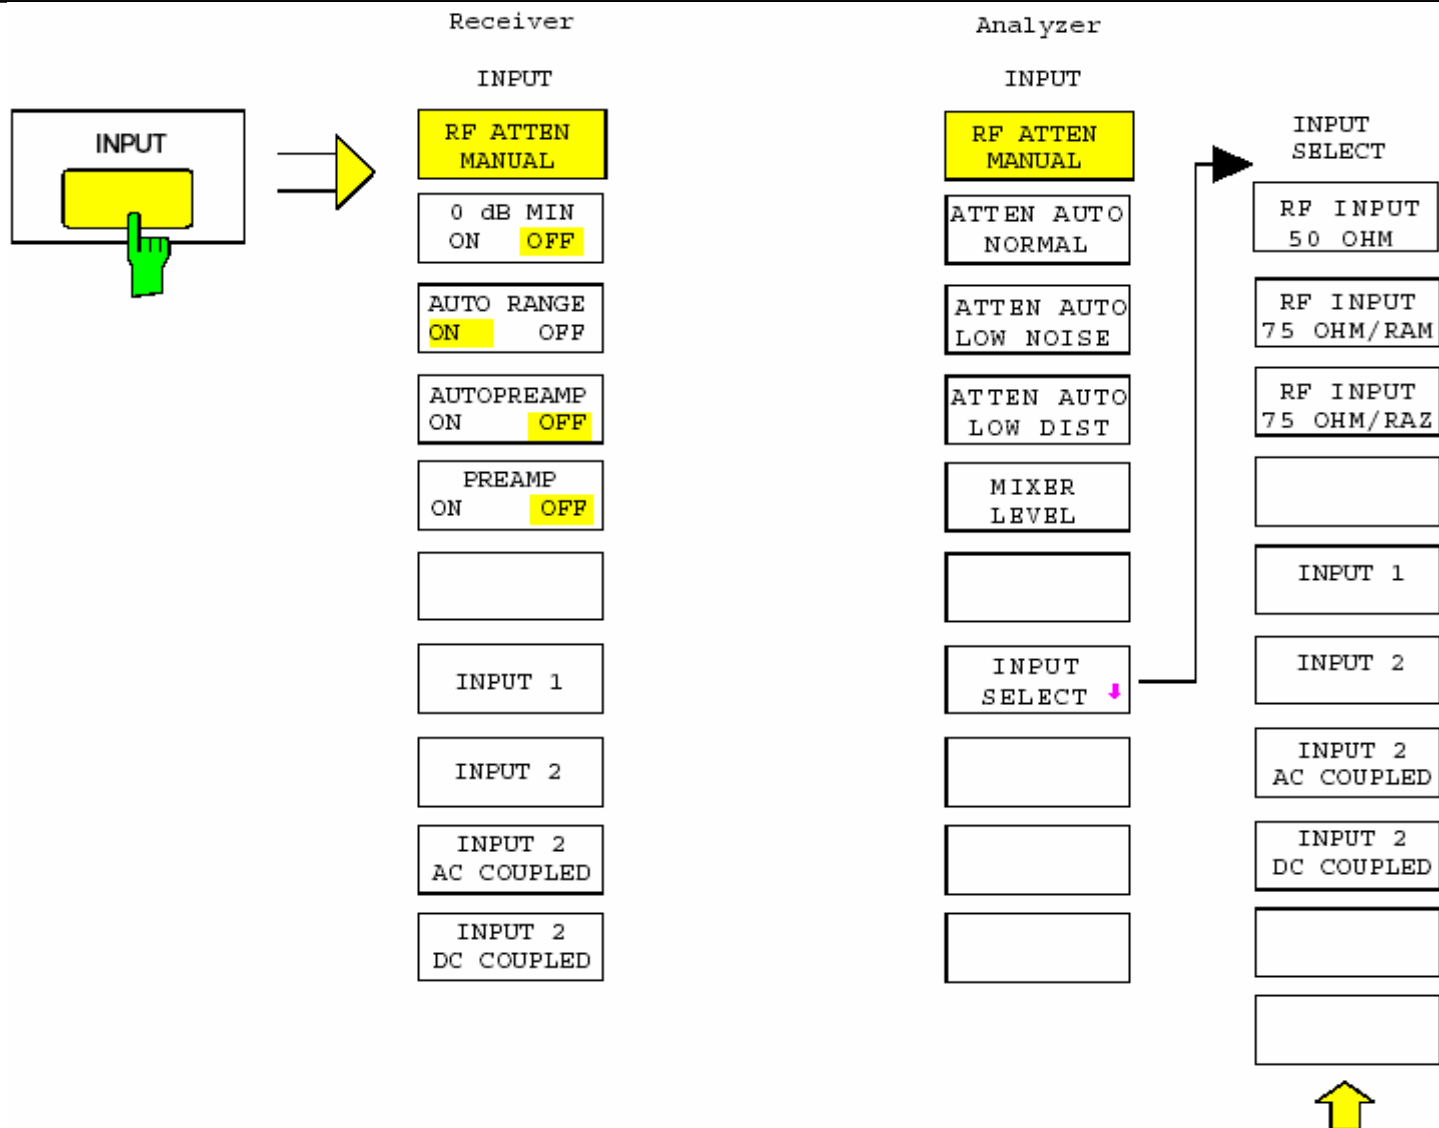 Receiver
INPUT
INPUT
RF ATTEN
MANUAL
0 dB MIN
ON OFF
AUTO RANGE
ON OFF
AUTOPREAMP
ON OFF
PREAMP
ON OFF
INPUT 1
INPUT 2
INPUT 2
AC COUPLED
INPUT 2
DC COUPLED
Analyzer
INPUT
RF ATTEN
MANUAL
ATTEN AUTO
NORMAL
ATTEN AUTO
LOW NOISE
ATTEN AUTO
LOW DIST
MIXER
LEVEL
INPUT
SELECT
INPUT
SELECT
RF INPUT
50 OHM
RF INPUT
75 OHM/RAM
RF INPUT
75 OHM/RAZ
INPUT 1
INPUT 2
INPUT 2
AC COUPLED
INPUT 2
DC COUPLED